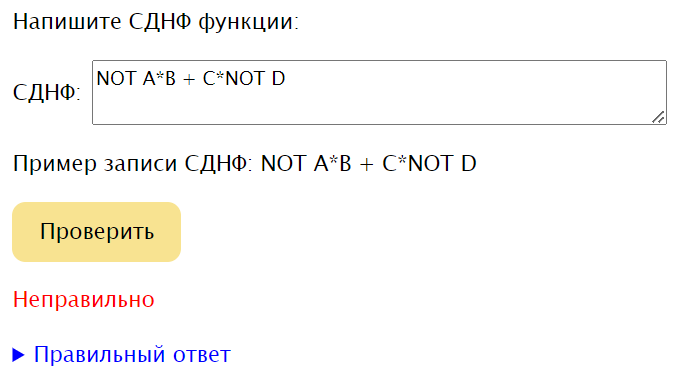 Напишите СДНФ функции:
СДНФ: NOT A*B + C*NOT D
Пример записи СДНФ: NOT A*B + C*NOT D
Проверить
Неправильно
Правильный ответ